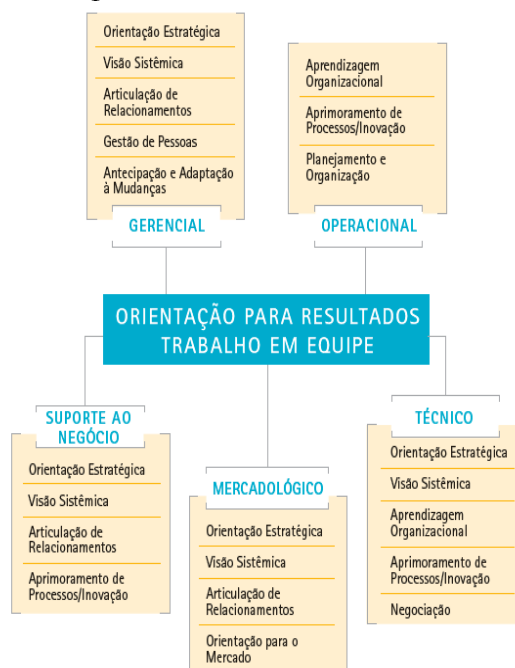 Orientação Estratégica
Visão Sistêmica
Articulação de
Relacionamentos
Gestão de Pessoas
Antecipação e Adaptação
à Mudanças
GERENCIAL
Aprendizagem
Organizacional
Aprimoramento de
Processos/Inovação
Planejamento e
Organização
OPERACIONAL
ORIENTAÇÃO PARA RESULTADOS
TRABALHO EM EQUIPE
SUPORTE AO
NEGÓCIO
Orientação Estratégica
Visão Sistêmica
Articulação de
Relacionamentos
Aprimoramento de
Processos/Inovação
MERCADOLÓGICO
Orientação Estratégica
Visão Sistêmica
Articulação de
Relacionamentos
Orientação para o
Mercado
TÉCNICO
Orientação Estratégica
Visão Sistêmica
Aprendizagem
Organizacional
Aprimoramento de
Processos/Inovação
Negociação